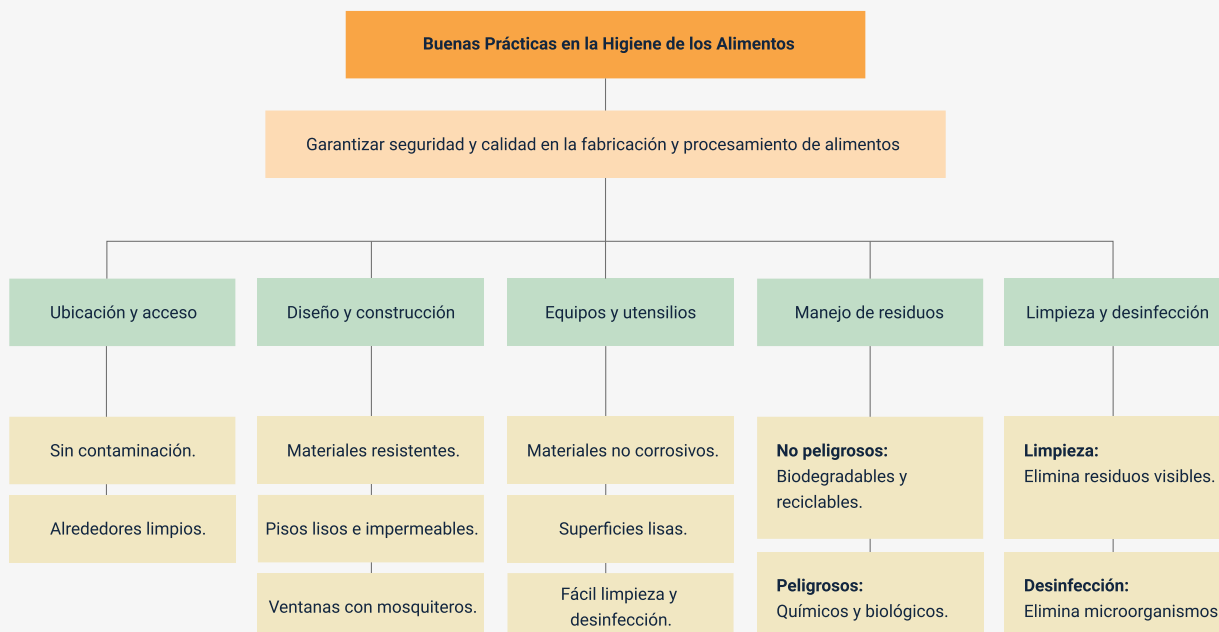 Buenas Prácticas en la Higiene de los Alimentos
Garantizar seguridad y calidad en la fabricación y procesamiento de alimentos
Ubicación y acceso
Diseño y construcción
Equipos y utensilios
Manejo de residuos
Limpieza y desinfección
Sin contaminación.
Alrededores limpios.
Materiales resistentes.
Pisos lisos e impermeables.
Ventanas con mosquiteros.
Materiales no corrosivos.
Superficies lisas.
Fácil limpieza y
desinfección.
No peligrosos:
Biodegradables y
reciclables.
Peligrosos:
Químicos y biológicos.
Limpieza:
Elimina residuos visibles.
Desinfección:
Elimina microorganismos